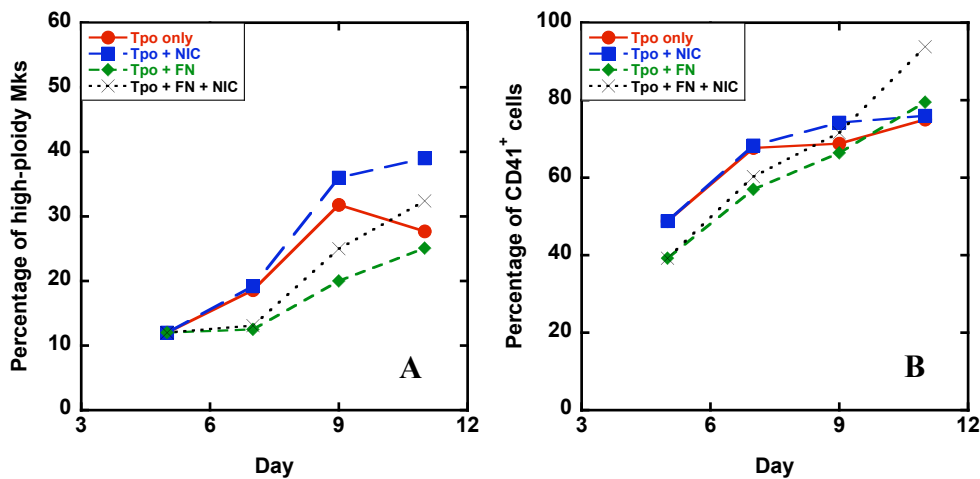 Percentage of high-ploidy Mks
60
50
40
30
20
10
0
Tpo only
Tpo + NIC
Tpo + FN
Tpo + FN + NIC
A
3
6
9
12
Day
Percentage of CD41⁺ cells
100
80
60
40
20
0
Tpo only
Tpo + NIC
Tpo + FN
Tpo + FN + NIC
B
3
6
9
12
Day